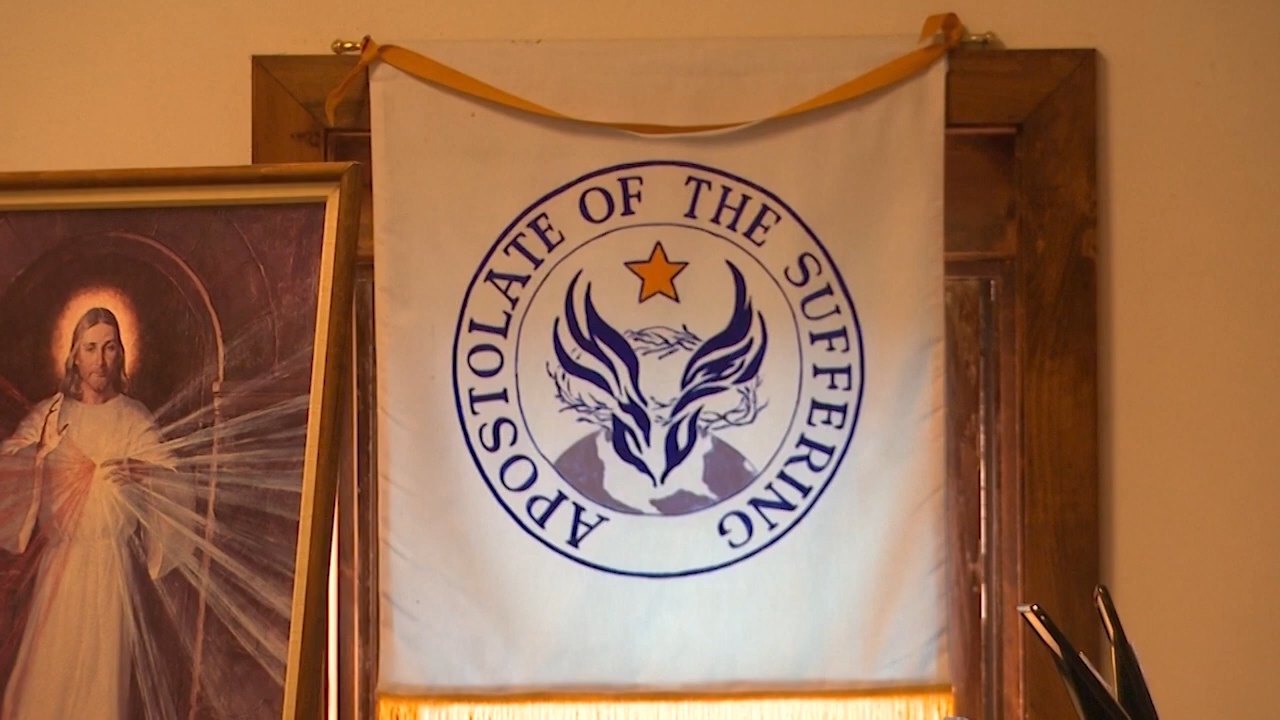 APOSTOLATE OF THE SUFFERING